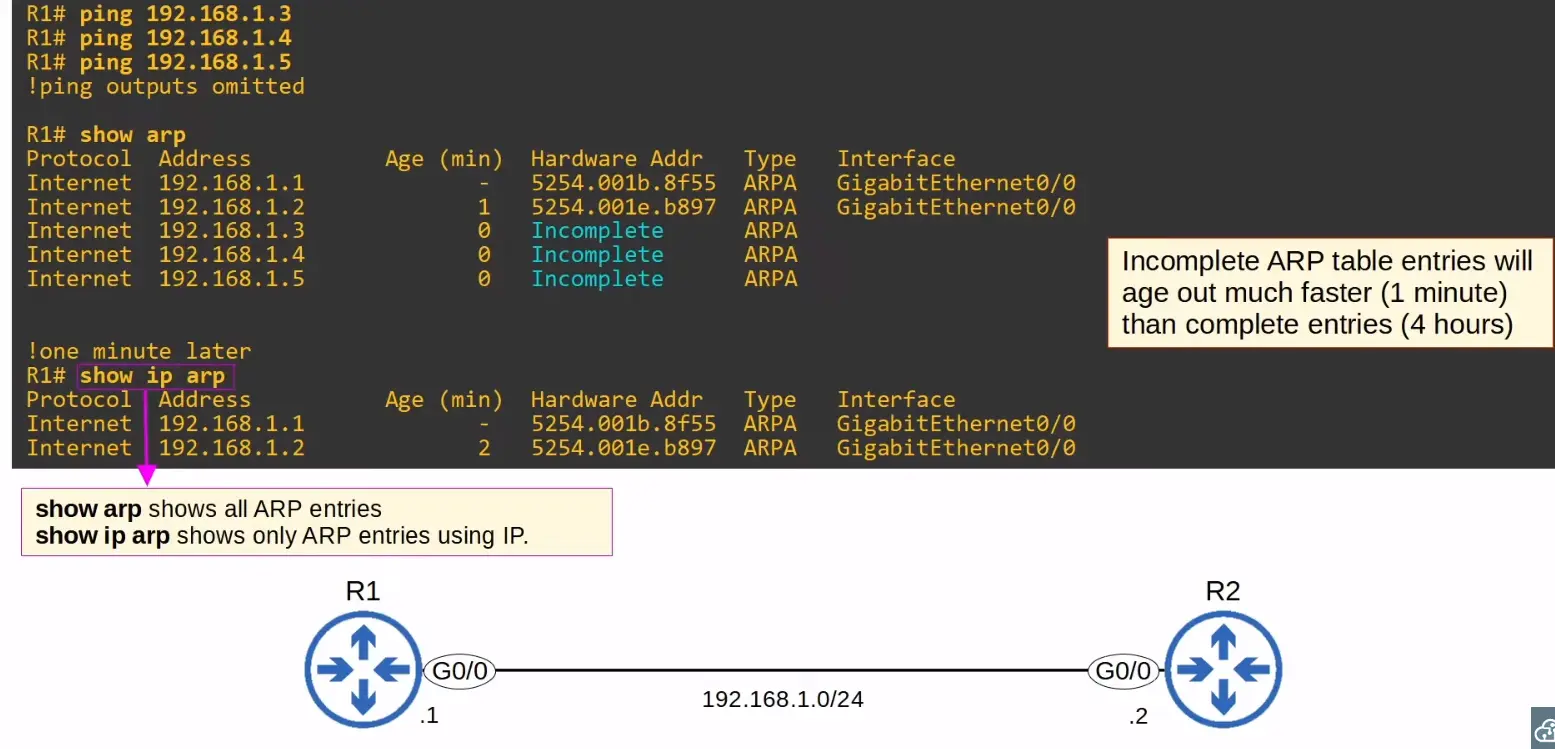 R1# ping 192.168.1.3
R1# ping 192.168.1.4
R1# ping 192.168.1.5
!ping outputs omitted
R1# show arp
Protocol  Address          Age (min)  Hardware Addr   Type   Interface
Internet  192.168.1.1             -   5254.001b.8f55  ARPA   GigabitEthernet0/0
Internet  192.168.1.2             1   5254.001e.b897  ARPA   GigabitEthernet0/0
Internet  192.168.1.3             0   Incomplete      ARPA
Internet  192.168.1.4             0   Incomplete      ARPA
Internet  192.168.1.5             0   Incomplete      ARPA
Incomplete ARP table entries will
age out much faster (1 minute)
than complete entries (4 hours)
!one minute later
R1# show ip arp
Protocol  Address          Age (min)  Hardware Addr   Type   Interface
Internet  192.168.1.1             -   5254.001b.8f55  ARPA   GigabitEthernet0/0
Internet  192.168.1.2             2   5254.001e.b897  ARPA   GigabitEthernet0/0
show arp shows all ARP entries
show ip arp shows only ARP entries using IP.
R1
R2
G0/0
G0/0
192.168.1.0/24
.1
.2